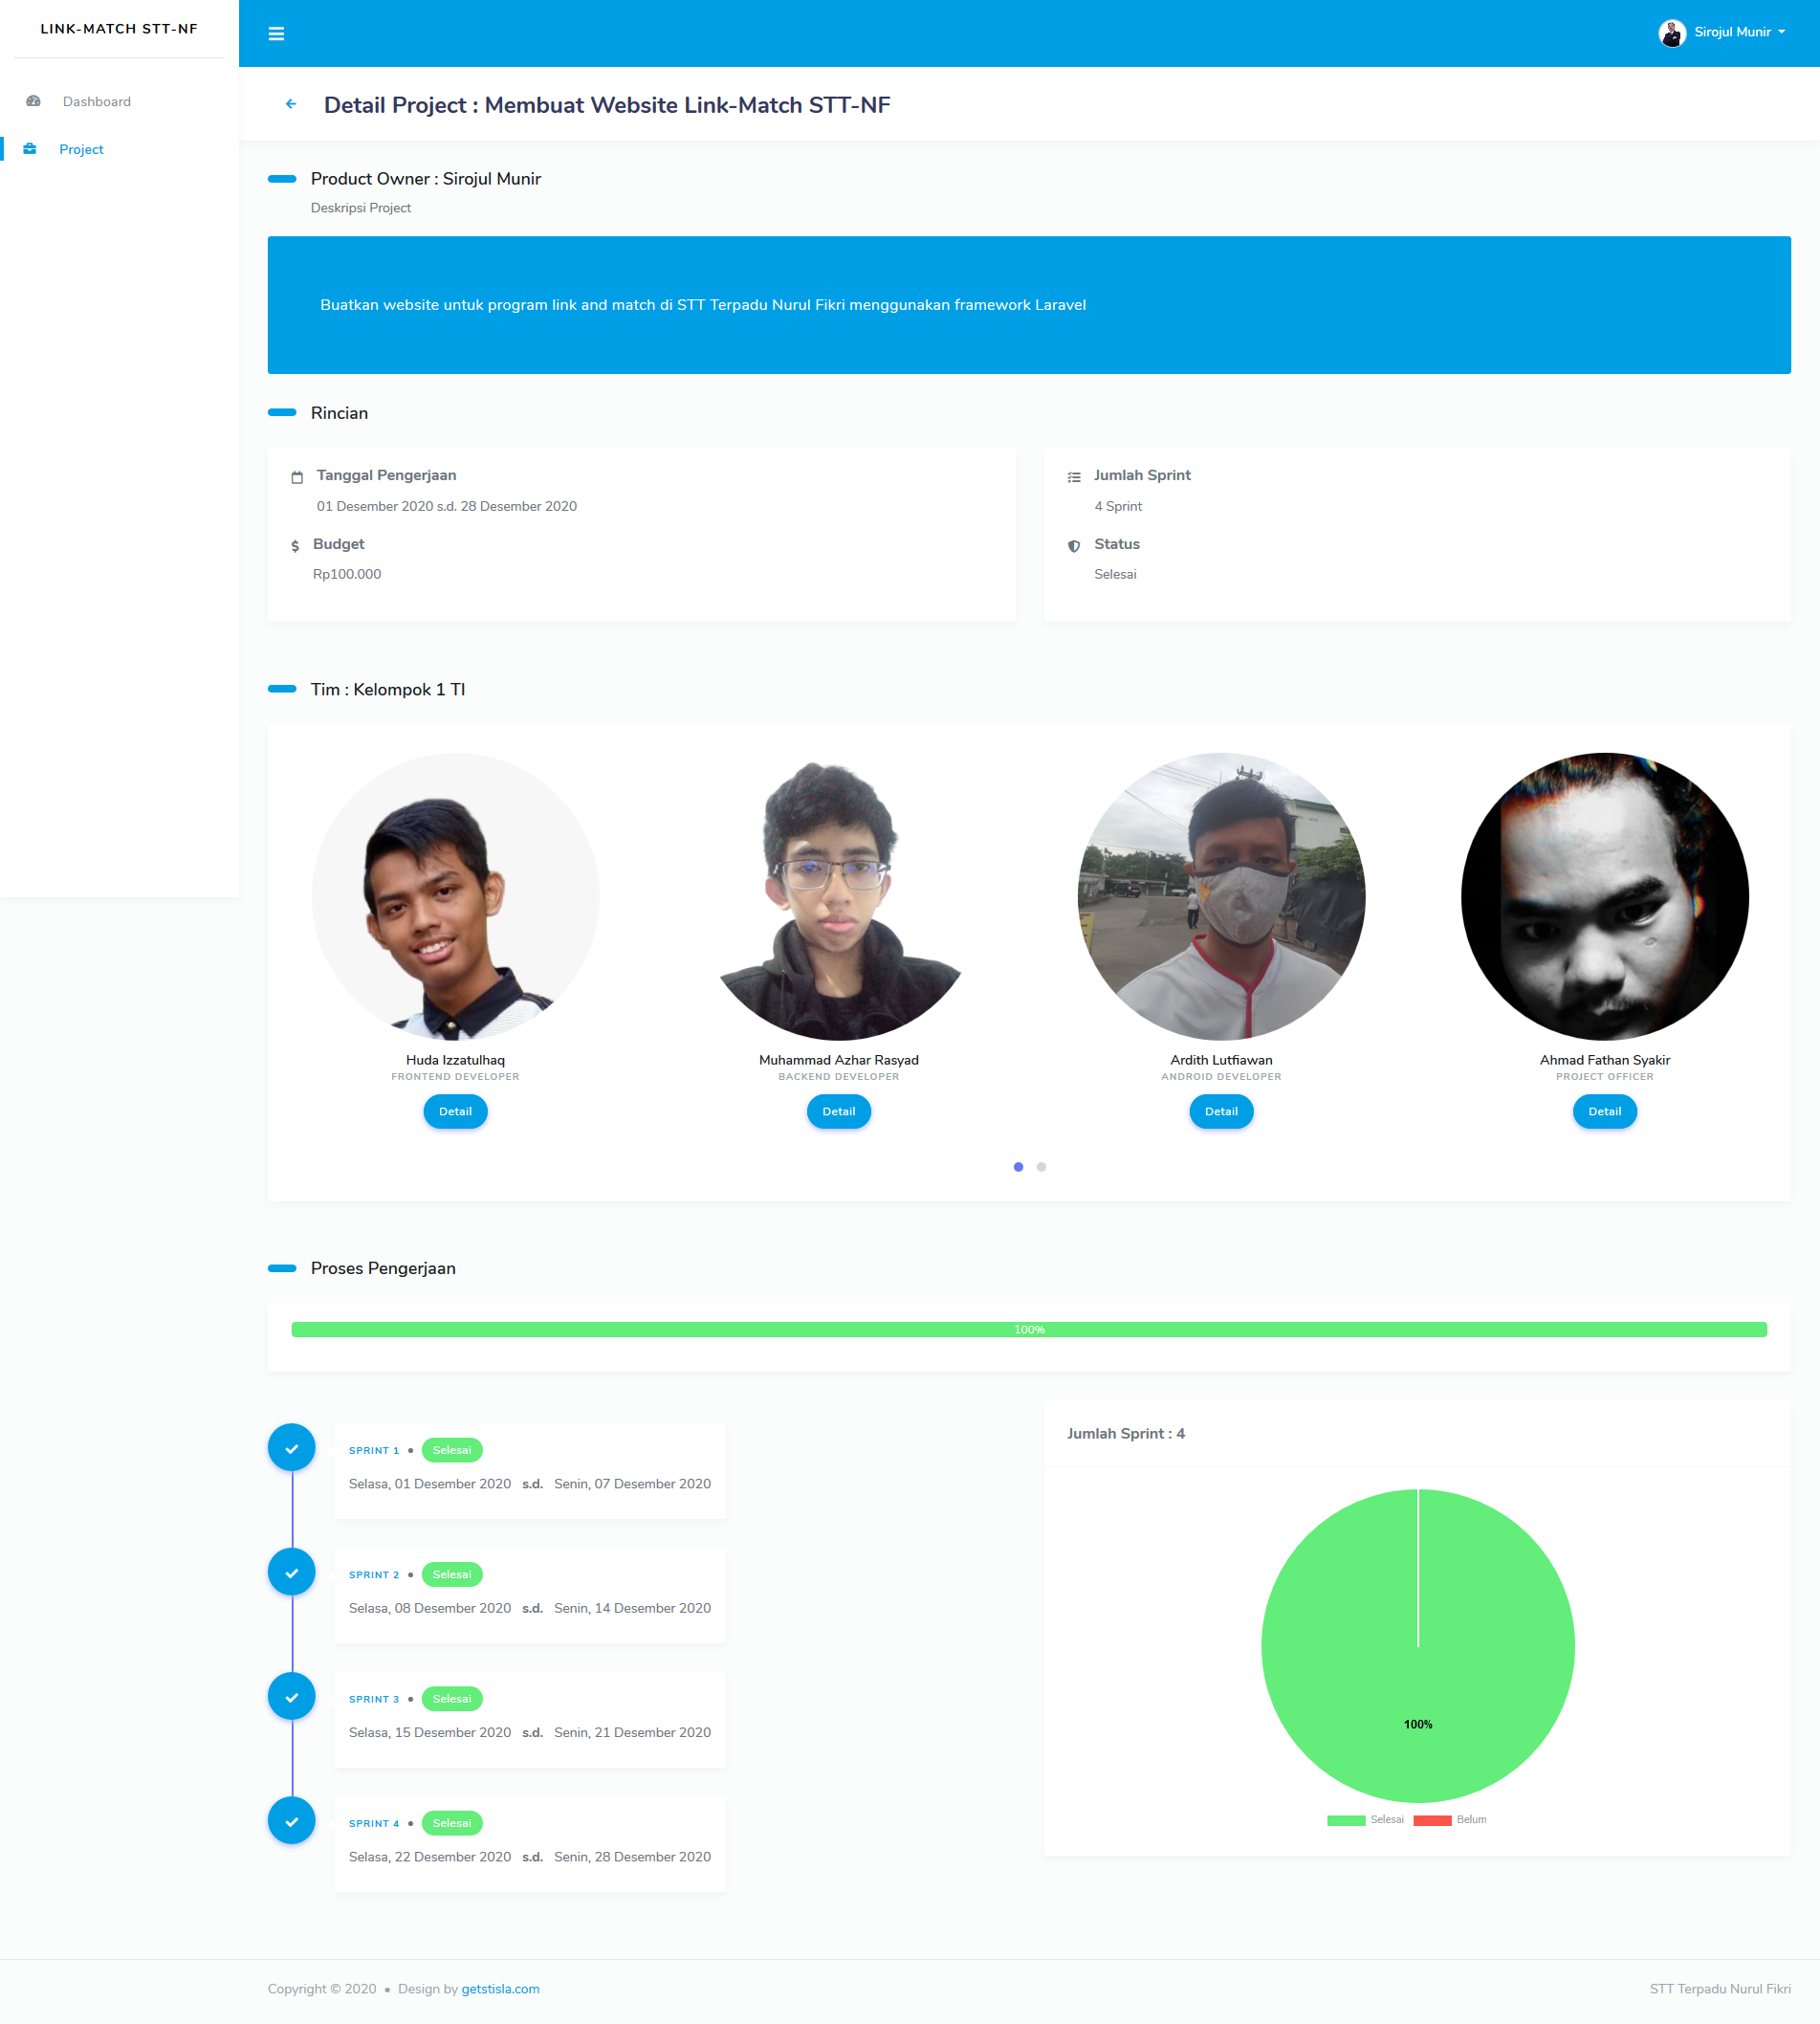 LINK-MATCH STT-NF
Sirojul Munir
Dashboard
Project
Detail Project : Membuat Website Link-Match STT-NF
Product Owner : Sirojul Munir
Deskripsi Project
Buatkan website untuk program link and match di STT Terpadu Nurul Fikri menggunakan framework Laravel
Rincian
Tanggal Pengerjaan
01 Desember 2020 s.d. 28 Desember 2020
Budget
Rp100.000
Jumlah Sprint
4 Sprint
Status
Selesai
Tim : Kelompok 1 TI
Huda Izzatulhaq
FRONTEND DEVELOPER
Detail
Muhammad Azhar Rasyad
BACKEND DEVELOPER
Detail
Ardith Lutfiawan
ANDROID DEVELOPER
Detail
Ahmad Fathan Syakir
PROJECT OFFICER
Detail
Proses Pengerjaan
100%
SPRINT 1 • Selesai
Selasa, 01 Desember 2020 s.d. Senin, 07 Desember 2020
SPRINT 2 • Selesai
Selasa, 08 Desember 2020 s.d. Senin, 14 Desember 2020
SPRINT 3 • Selesai
Selasa, 15 Desember 2020 s.d. Senin, 21 Desember 2020
SPRINT 4 • Selesai
Selasa, 22 Desember 2020 s.d. Senin, 28 Desember 2020
Jumlah Sprint : 4
100%
Selesai Belum
Copyright © 2020 • Design by getstisla.com
STT Terpadu Nurul Fikri